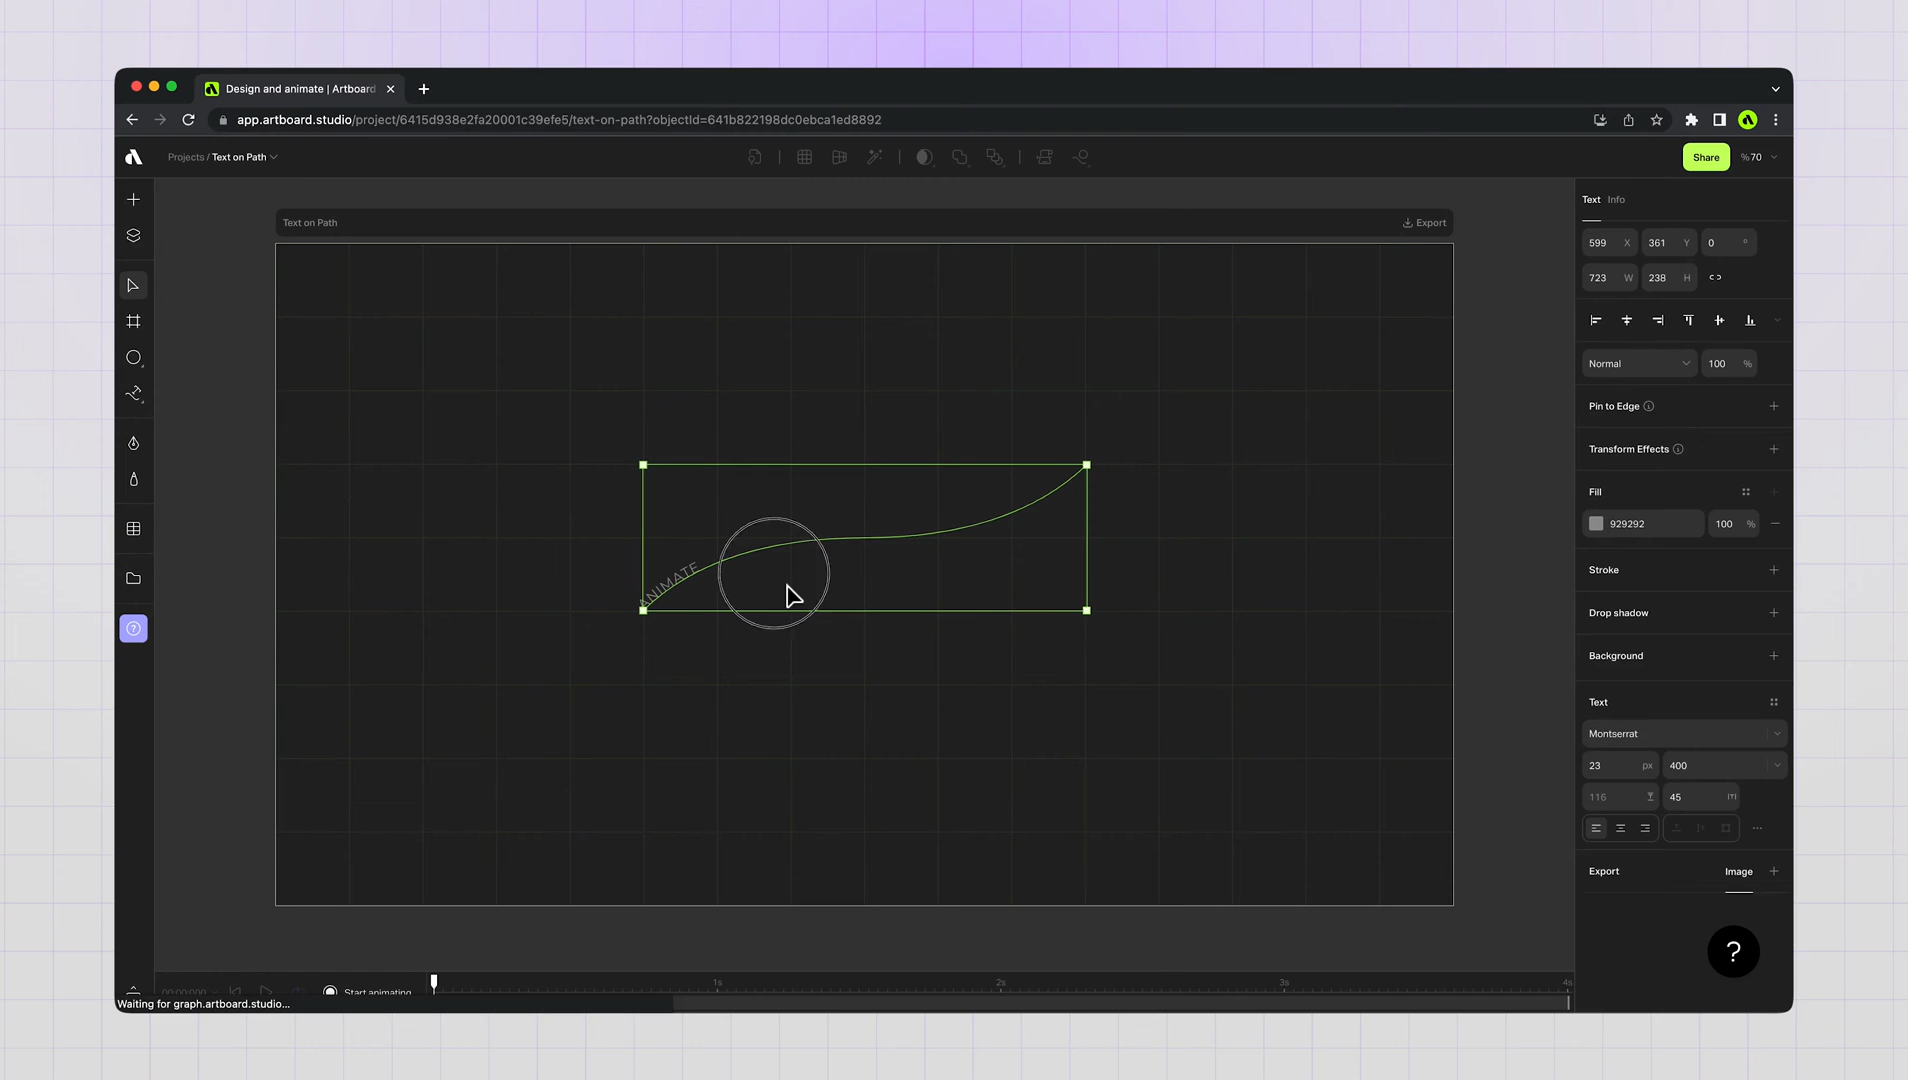 Design and animate | Artboard
app.artboard.studio/project/6415d938e2fa20001c39efe5/text-on-path?objectId=641b822198dc0ebca1ed8892
Projects / Text on Path
Share
%70
Text on Path
Export
ANIMATE
Text Info
599 X 361 Y 0 °
723 W 238 H
Normal 100 %
Pin to Edge
Transform Effects
Fill
929292 100 %
Stroke
Drop shadow
Background
Text
Montserrat
23 px 400
116 45
Export Image
?
1s 2s 3s 4s
Start animating
Waiting for graph.artboard.studio...